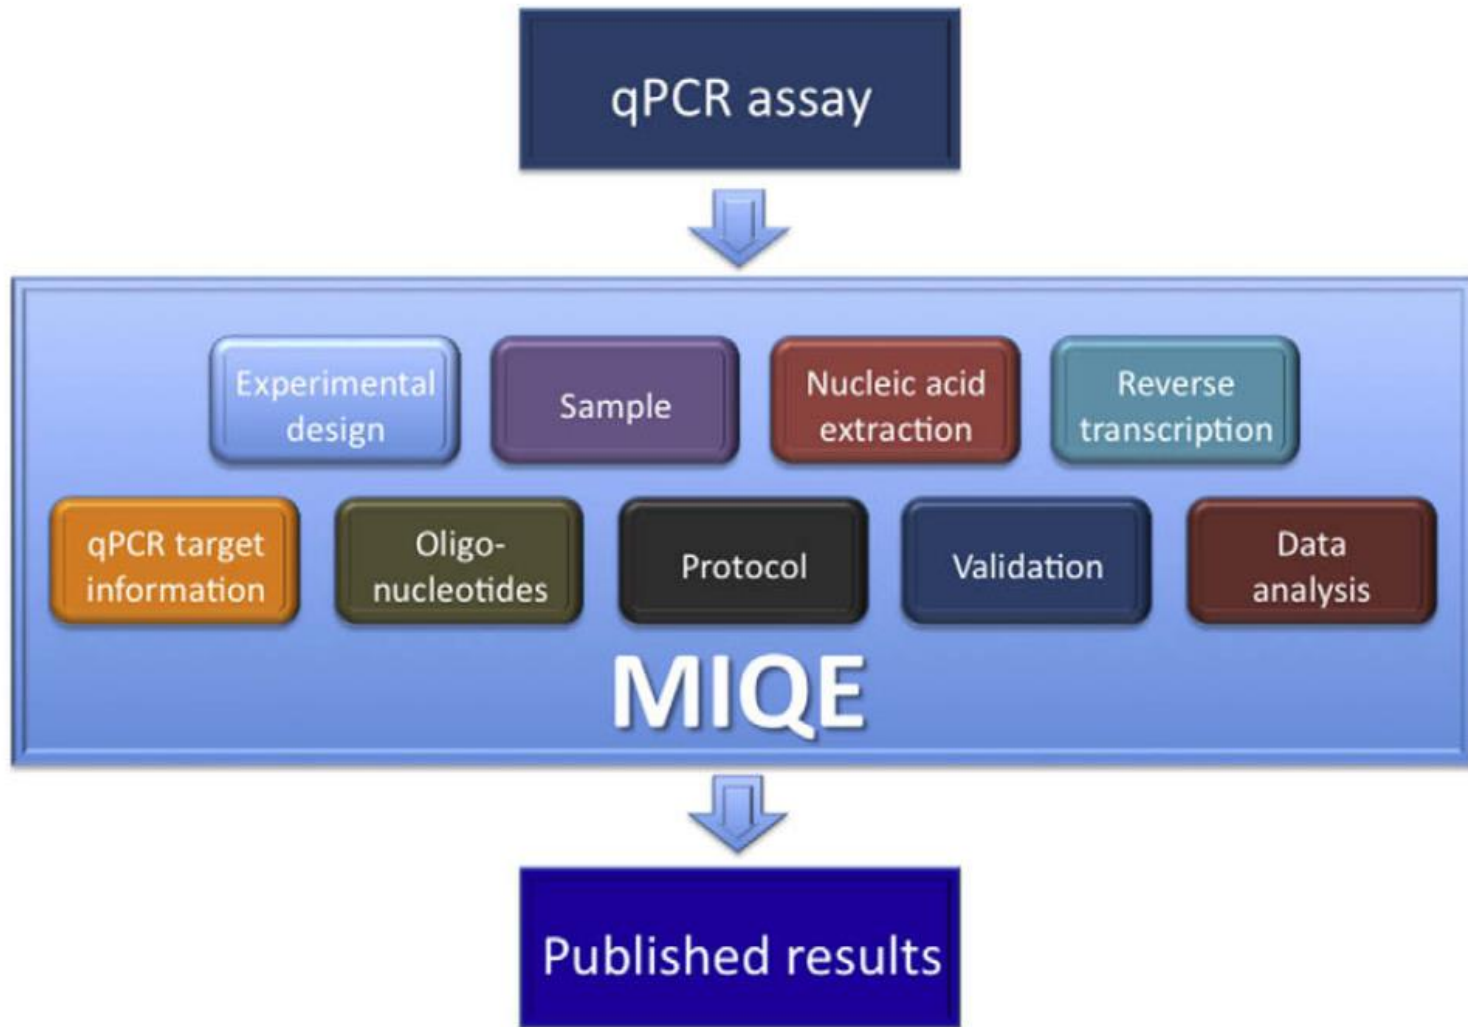 qPCR assay
Experimental
design
Sample
Nucleic acid
extraction
Reverse
transcription
qPCR target
information
Oligo-
nucleotides
Protocol
Validation
Data
analysis
MIQE
Published results